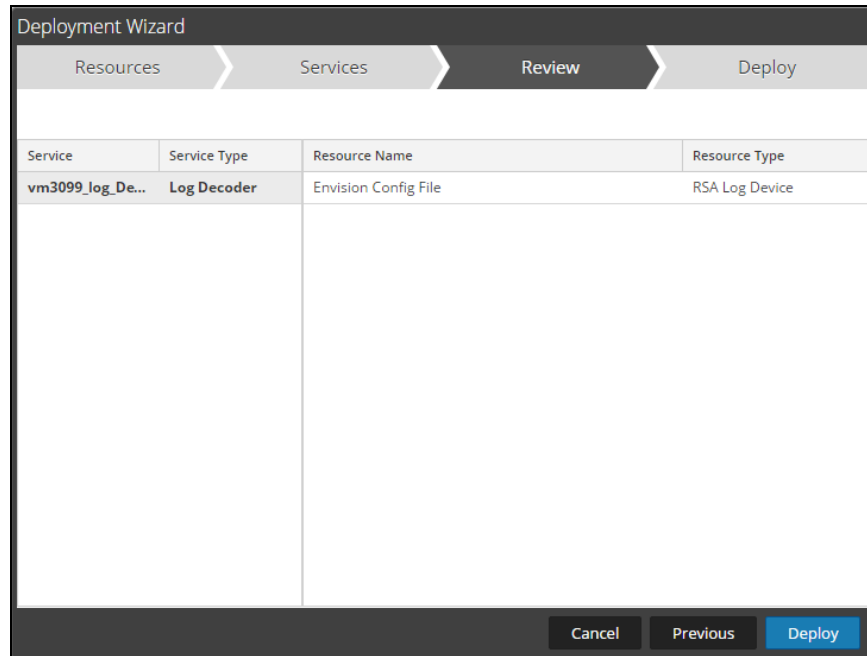 Deployment Wizard
Resources Services Review Deploy
Service Service Type Resource Name Resource Type
vm3099_log_De... Log Decoder Envision Config File RSA Log Device
Cancel Previous Deploy